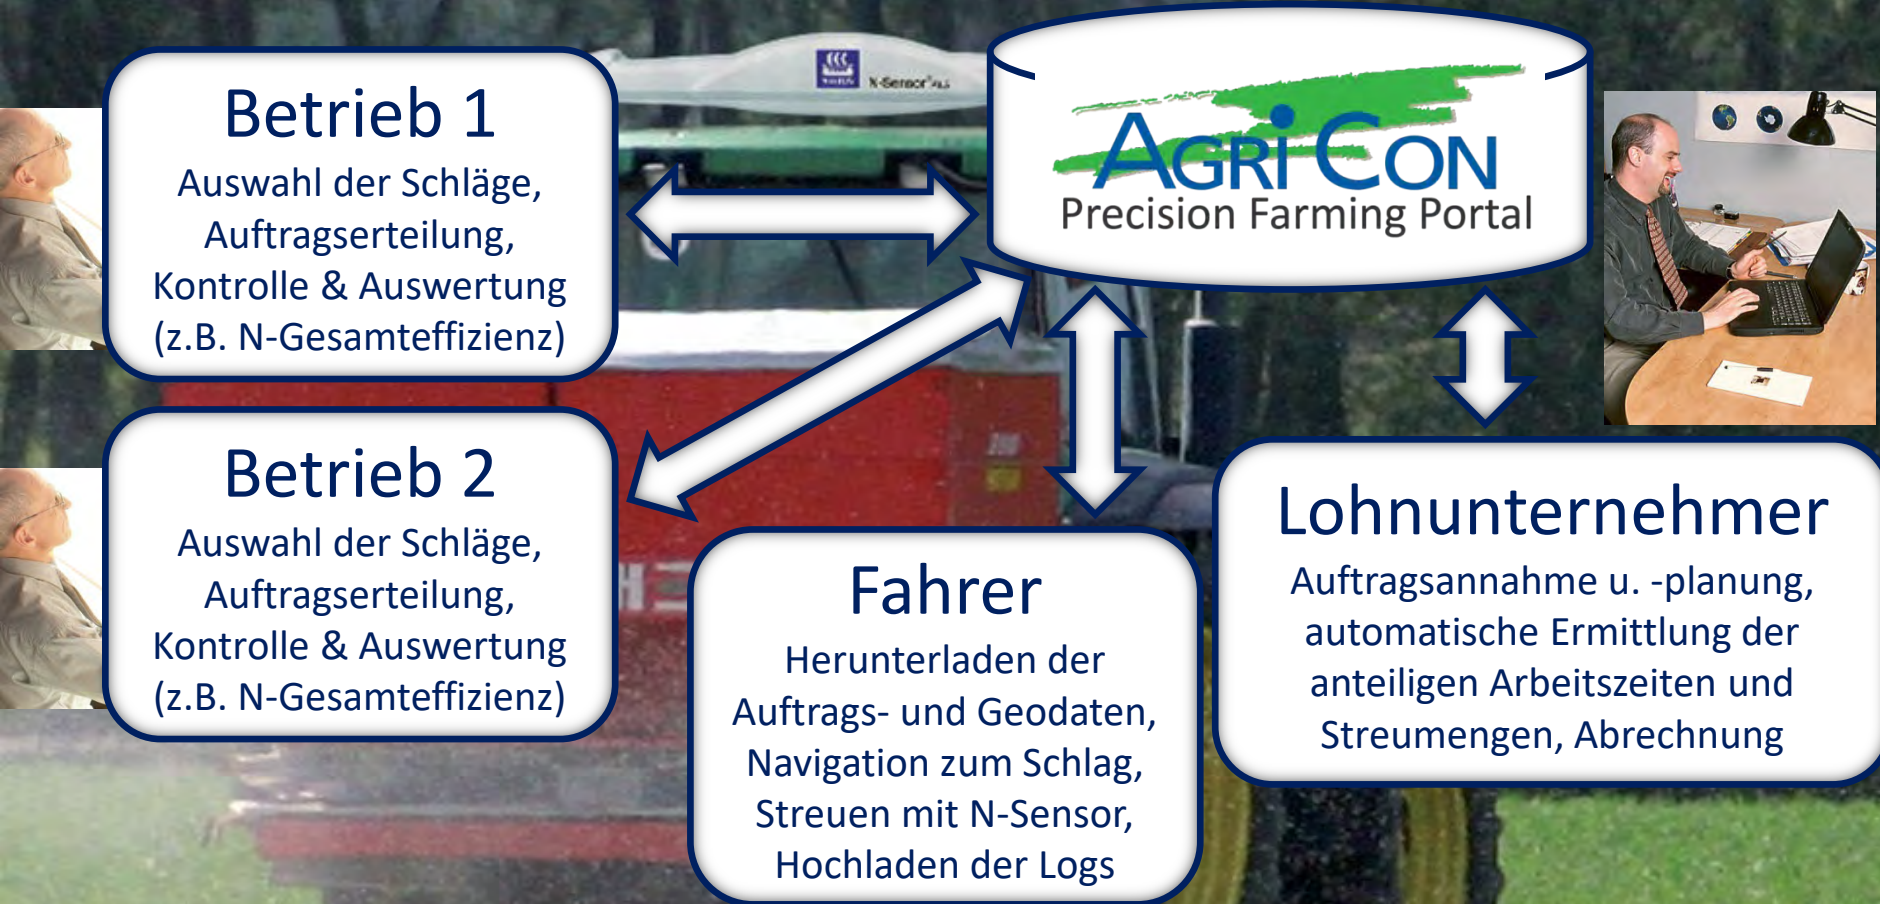 N-Sensor® ALS
AGRICON
Precision Farming Portal
Betrieb 1
Auswahl der Schläge,
Auftragserteilung,
Kontrolle & Auswertung
(z.B. N-Gesamteffizienz)
Betrieb 2
Auswahl der Schläge,
Auftragserteilung,
Kontrolle & Auswertung
(z.B. N-Gesamteffizienz)
Fahrer
Herunterladen der
Auftrags- und Geodaten,
Navigation zum Schlag,
Streuen mit N-Sensor,
Hochladen der Logs
Lohnunternehmer
Auftragsannahme u. -planung,
automatische Ermittlung der
anteiligen Arbeitszeiten und
Streumengen, Abrechnung